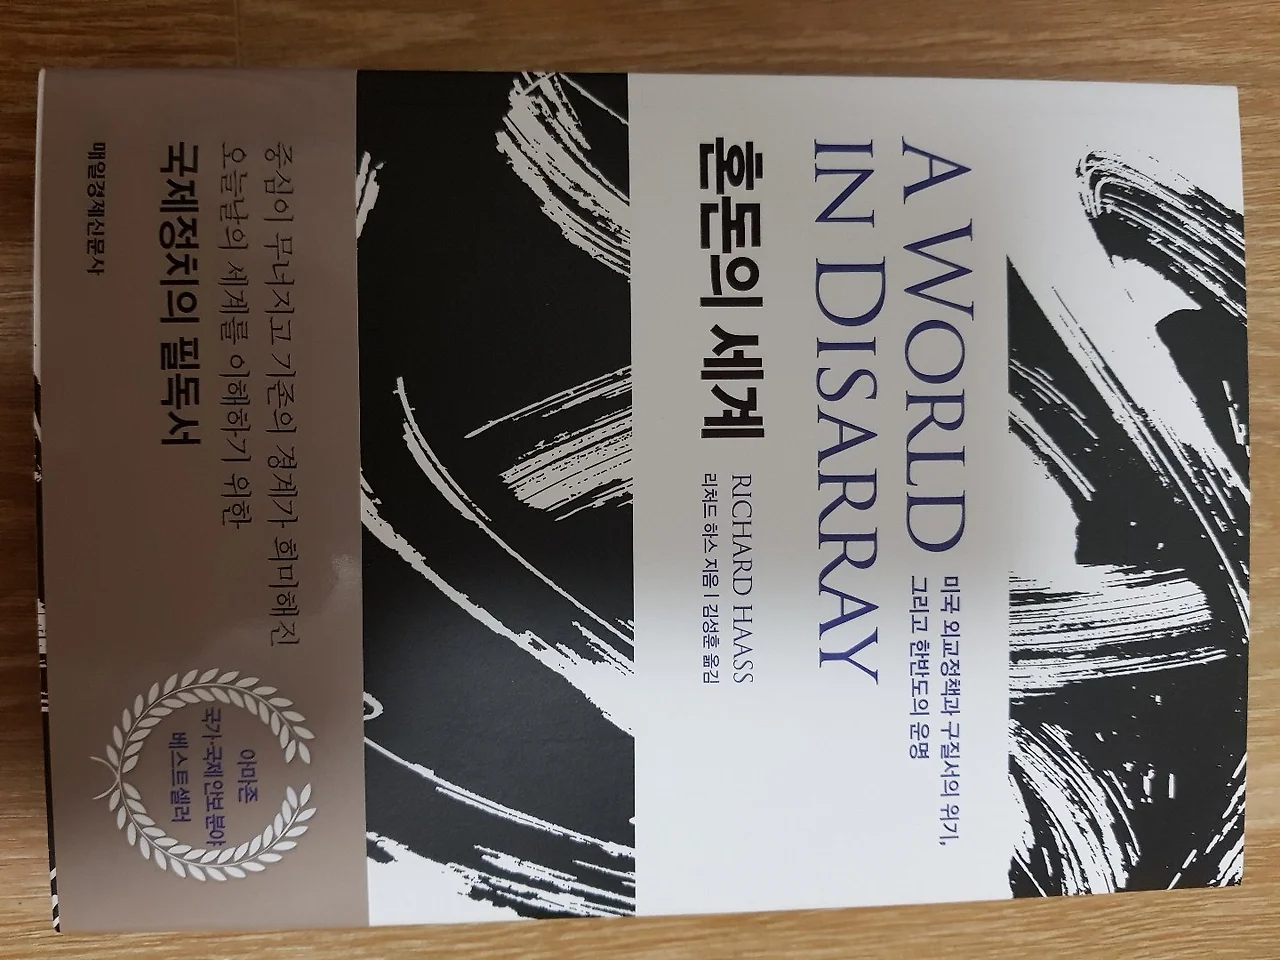 미국 외교정책과 구질서의 위기,
그리고 한반도의 운명
A WORLD
IN DISARRAY
혼돈의 세계
RICHARD HAASS
리처드 하스 지음 | 김성훈 옮김
중심이 무너지고 기존의 경계가 희미해진
오늘날의 세계를 이해하기 위한
국제정치의 필독서
매일경제신문사
아마존
국가·국제 안보 분야
베스트셀러